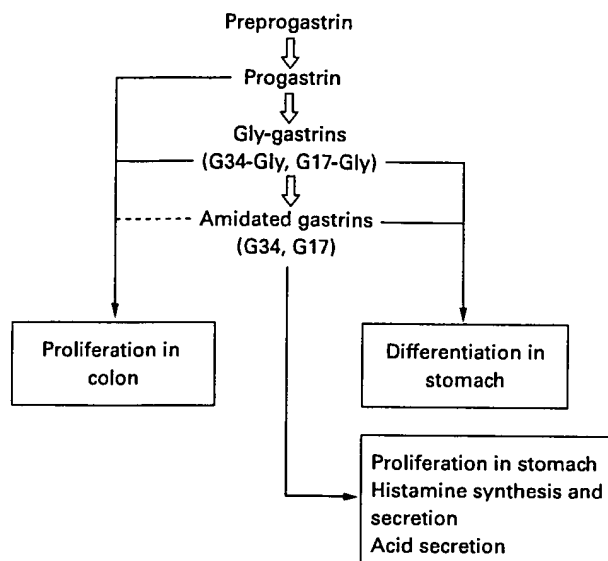 Preprogastrin
Progastrin
Gly-gastrins
(G34-Gly, G17-Gly)
Amidated gastrins
(G34, G17)
Proliferation in
colon
Differentiation in
stomach
Proliferation in stomach
Histamine synthesis and
secretion
Acid secretion